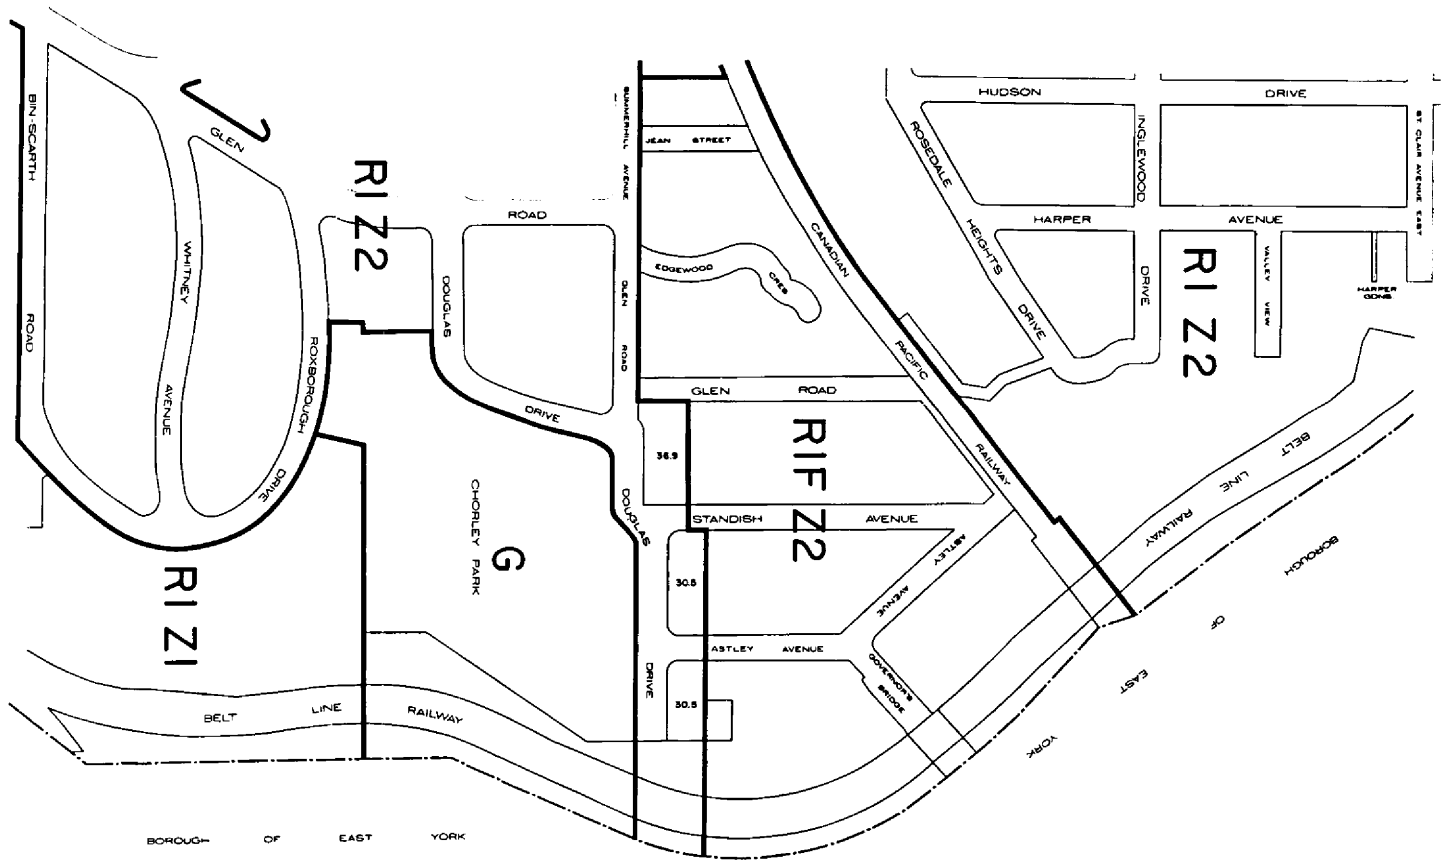 HUDSON DRIVE
BIN-SCARTH ROAD
GLEN ROAD
SUMMERHILL AVENUE
JEAN STREET
ROSEDALE HEIGHTS DRIVE
INGLEWOOD DRIVE
ST CLAIR AVENUE EAST
R1 Z2
HARPER AVENUE
WHITNEY AVENUE
CANADIAN PACIFIC RAILWAY
EDGEWOOD CRES
GLEN ROAD
VALLEY VIEW
R1 Z2
HARPER
GDNS
DOUGLAS DRIVE
ROXBOROUGH DRIVE
GLEN ROAD
R1F Z2
36.9
BELT LINE RAILWAY
CHORLEY PARK
G
DOUGLAS DRIVE
STANDISH AVENUE
ASTLEY AVENUE
30.5
BOROUGH OF EAST YORK
R1 Z1
ASTLEY AVENUE
GOVERNOR'S
BRIDGE
30.5
BELT LINE RAILWAY
BOROUGH OF EAST YORK